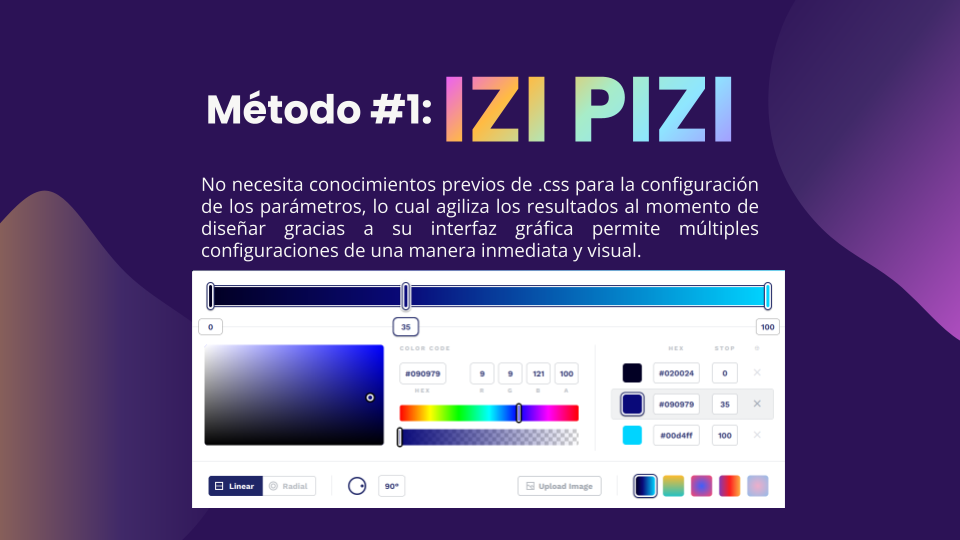 Método #1: IZI PIZI
No necesita conocimientos previos de .css para la configuración
de los parámetros, lo cual agiliza los resultados al momento de
diseñar gracias a su interfaz gráfica permite múltiples
configuraciones de una manera inmediata y visual.
0 35 100
COLOR CODE HEX STOP
#090979 9 9 121 100 #020024 0
HEX R G B A
#090979 35
#00d4ff 100
Linear Radial 90° Upload Image